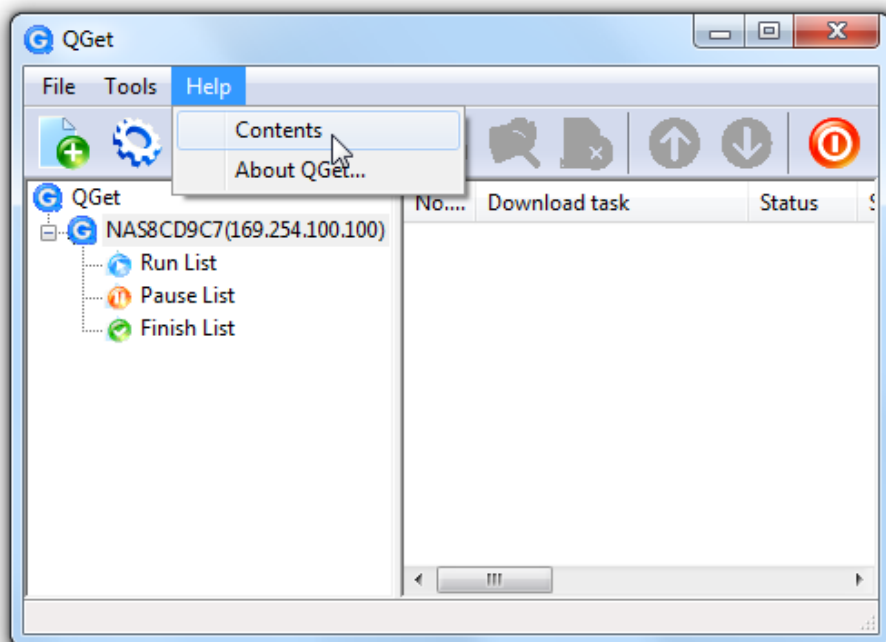 QGet
File Tools Help
Contents
About QGet...
QGet
No.... Download task Status
NAS8CD9C7(169.254.100.100)
Run List
Pause List
Finish List